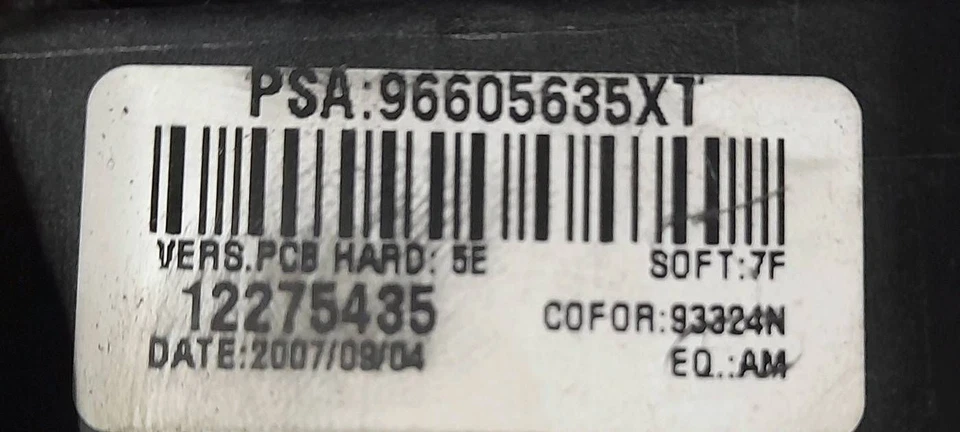 PSA:96605635XT
VERS.PCB HARD: 5E
SOFT:7F
12275435
COFOR:93324N
DATE:2007/09/04
EQ.:AM